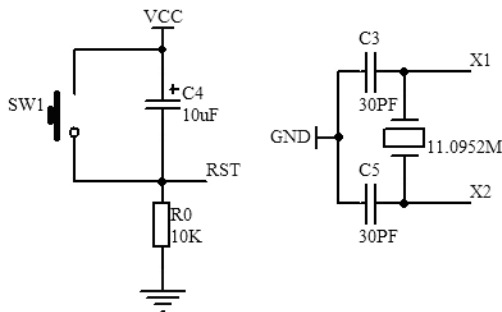 VCC
SW1
C4
10uF
RST
R0
10K
C3
30PF
X1
GND
11.0952M
C5
30PF
X2